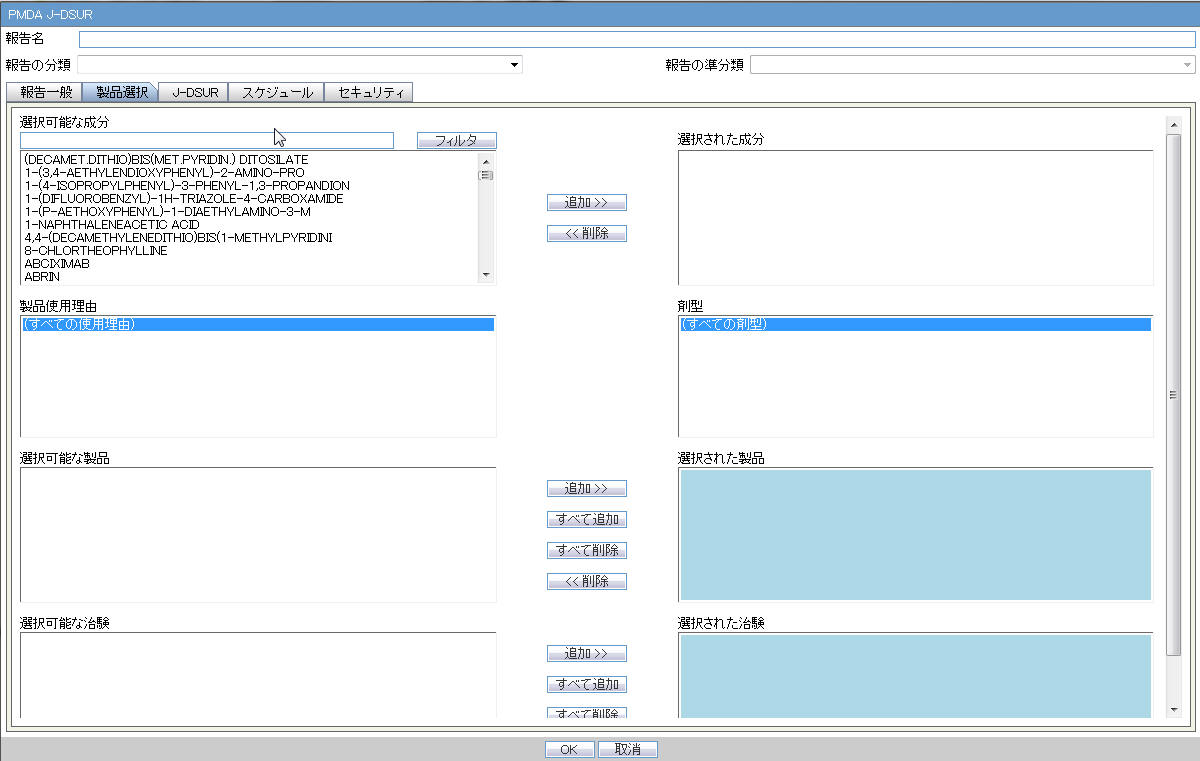 PMDA J-DSUR
報告名
報告の分類
報告の準分類
報告一般 製品選択 J-DSUR スケジュール セキュリティ
選択可能な成分
フィルタ
選択された成分
(DECAMET.DITHIO)BIS(MET.PYRIDIN.) DITOSILATE
1-(3,4-AETHYLENDIOXYPHENYL)-2-AMINO-PRO
1-(4-ISOPROPYLPHENYL)-3-PHENYL-1,3-PROPANDION
1-(DIFLUOROBENZYL)-1H-TRIAZOLE-4-CARBOXAMIDE
1-(P-AETHOXYPHENYL)-1-DIAETHYLAMINO-3-M
1-NAPHTHALENEACETIC ACID
4,4-(DECAMETHYLENEDITHIO)BIS(1-METHYLPYRIDINI
8-CHLORTHEOPHYLLINE
ABCIXIMAB
ABRIN
追加 >>
<< 削除
製品使用理由
(すべての使用理由)
剤型
(すべての剤型)
選択可能な製品
選択された製品
追加 >>
すべて追加
すべて削除
<< 削除
選択可能な治験
選択された治験
追加 >>
すべて追加
すべて削除
OK 取消